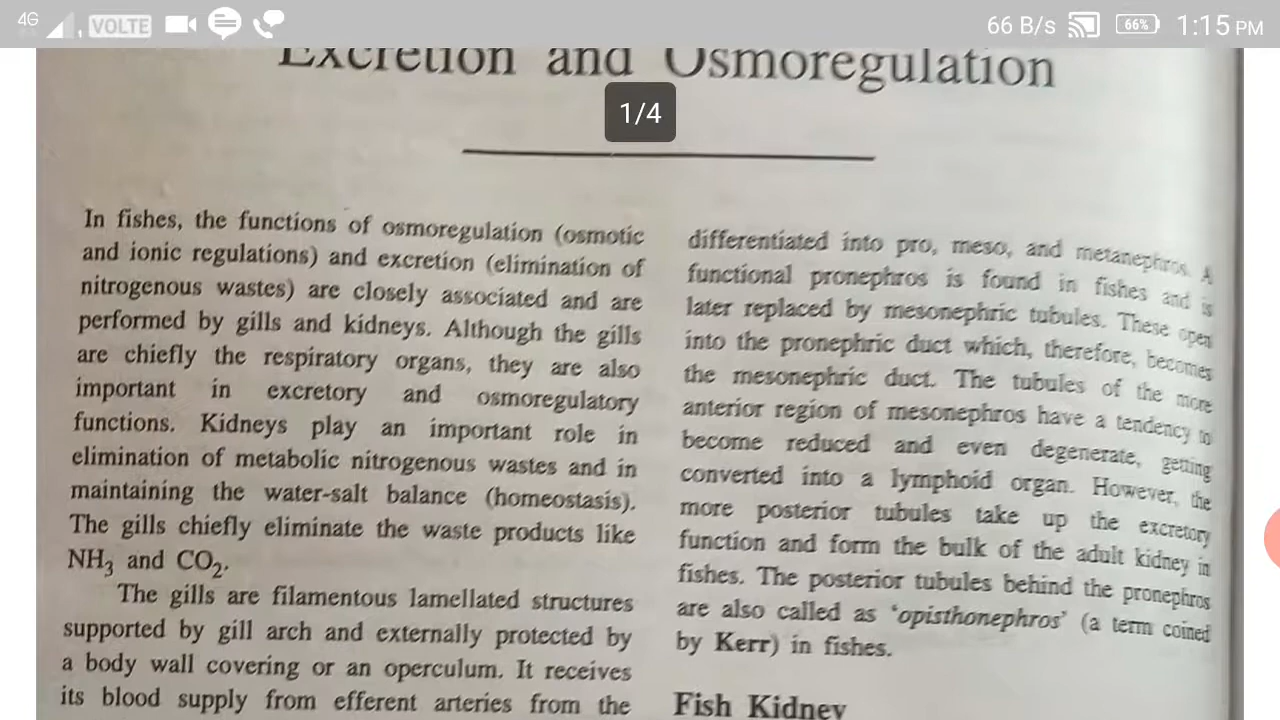 4G VOLTE 66 B/s 66% 1:15 PM
Excretion and Osmoregulation
1/4
In fishes, the functions of osmoregulation (osmotic
and ionic regulations) and excretion (elimination of
nitrogenous wastes) are closely associated and are
performed by gills and kidneys. Although the gills
are chiefly the respiratory organs, they are also
important in excretory and osmoregulatory
functions. Kidneys play an important role in
elimination of metabolic nitrogenous wastes and in
maintaining the water-salt balance (homeostasis).
The gills chiefly eliminate the waste products like
NH₃ and CO₂.
The gills are filamentous lamellated structures
supported by gill arch and externally protected by
a body wall covering or an operculum. It receives
its blood supply from efferent arteries from the
differentiated into pro, meso, and metanephros. A
functional pronephros is found in fishes and is
later replaced by mesonephric tubules. These open
into the pronephric duct which, therefore, becomes
the mesonephric duct. The tubules of the more
anterior region of mesonephros have a tendency to
become reduced and even degenerate, getting
converted into a lymphoid organ. However, the
more posterior tubules take up the excretory
function and form the bulk of the adult kidney in
fishes. The posterior tubules behind the pronephros
are also called as 'opisthonephros' (a term coined
by Kerr) in fishes.
Fish Kidney